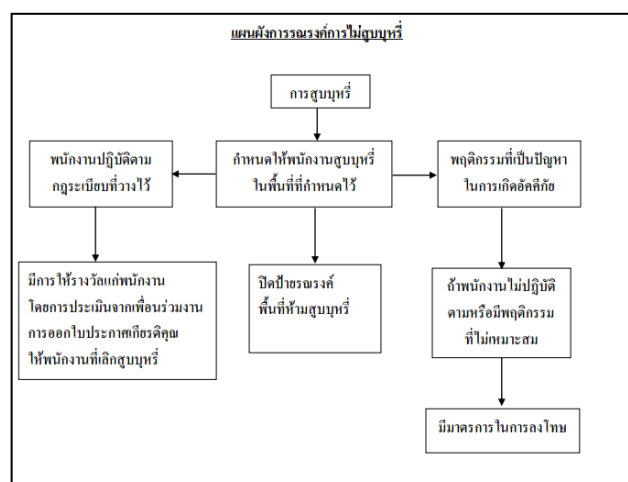 แผนผังการรณรงค์การไม่สูบบุหรี่
การสูบบุหรี่
พนักงานปฏิบัติตาม
กฎระเบียบที่วางไว้
กำหนดให้พนักงานสูบบุหรี่
ในพื้นที่ที่กำหนดไว้
พฤติกรรมที่เป็นปัญหา
ในการเกิดอัคคีภัย
มีการให้รางวัลแก่พนักงาน
โดยการประเมินจากเพื่อนร่วมงาน
การออกใบประกาศเกียรติคุณ
ให้พนักงานที่เลิกสูบบุหรี่
ปิดป้ายรณรงค์
พื้นที่ห้ามสูบบุหรี่
ถ้าพนักงานไม่ปฏิบัติ
ตามหรือมีพฤติกรรม
ที่ไม่เหมาะสม
มีมาตรการในการลงโทษ